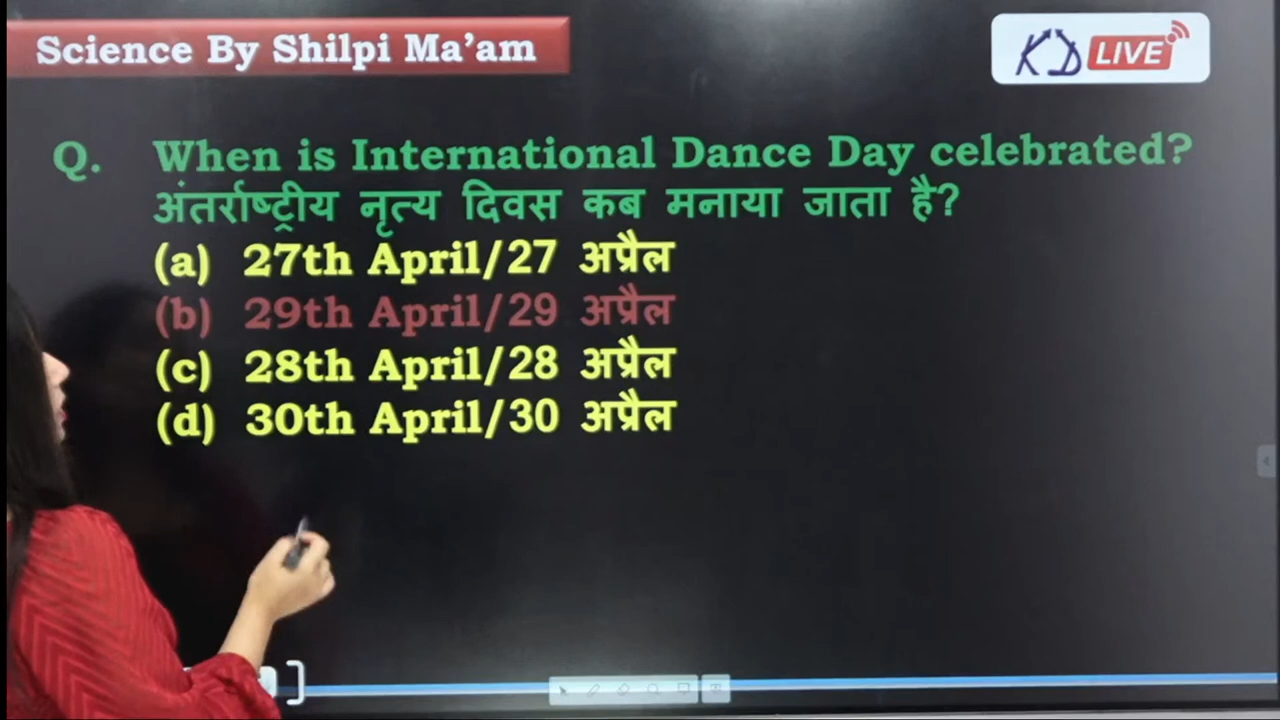 Science By Shilpi Ma'am
KD LIVE
Q. When is International Dance Day celebrated?
अंतर्राष्ट्रीय नृत्य दिवस कब मनाया जाता है?
(a) 27th April/27 अप्रैल
(b) 29th April/29 अप्रैल
(c) 28th April/28 अप्रैल
(d) 30th April/30 अप्रैल